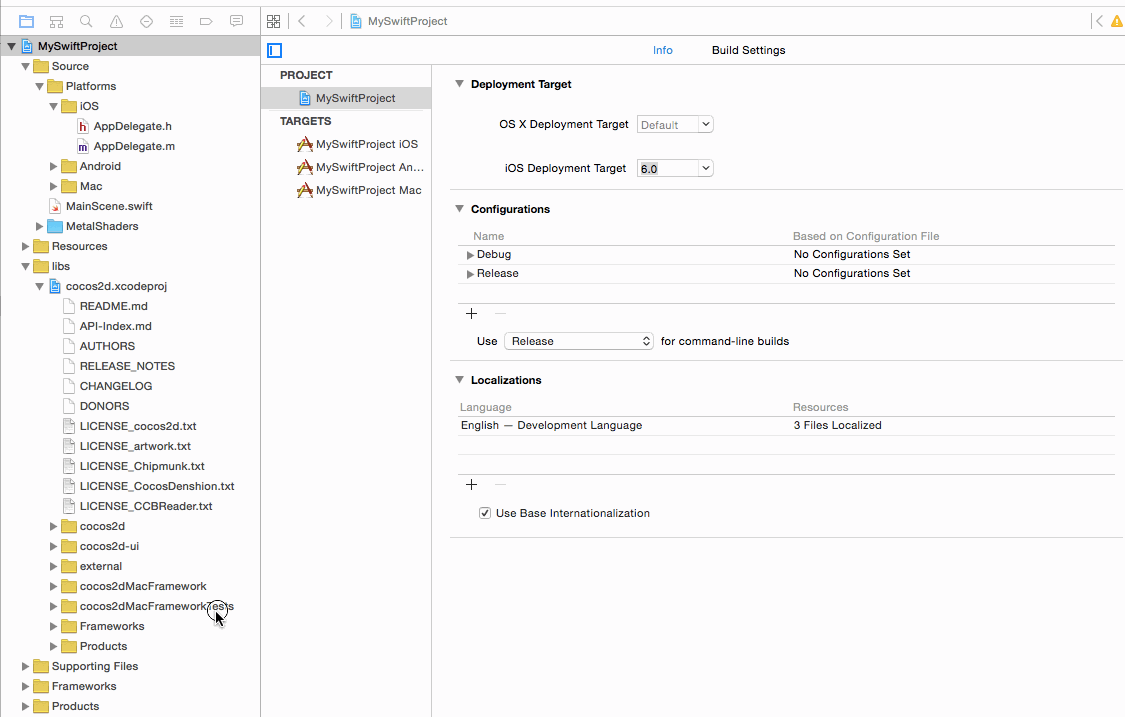 MySwiftProject
MySwiftProject
Info
Build Settings
Source
Platforms
iOS
AppDelegate.h
AppDelegate.m
Android
Mac
MainScene.swift
MetalShaders
Resources
libs
cocos2d.xcodeproj
README.md
API-Index.md
AUTHORS
RELEASE_NOTES
CHANGELOG
DONORS
LICENSE_cocos2d.txt
LICENSE_artwork.txt
LICENSE_Chipmunk.txt
LICENSE_CocosDenshion.txt
LICENSE_CCBReader.txt
cocos2d
cocos2d-ui
external
cocos2dMacFramework
cocos2dMacFrameworkTests
Frameworks
Products
Supporting Files
Frameworks
Products
PROJECT
MySwiftProject
TARGETS
MySwiftProject iOS
MySwiftProject An...
MySwiftProject Mac
Deployment Target
OS X Deployment Target Default
iOS Deployment Target 6.0
Configurations
Name Based on Configuration File
Debug No Configurations Set
Release No Configurations Set
Use Release for command-line builds
Localizations
Language Resources
English — Development Language 3 Files Localized
Use Base Internationalization